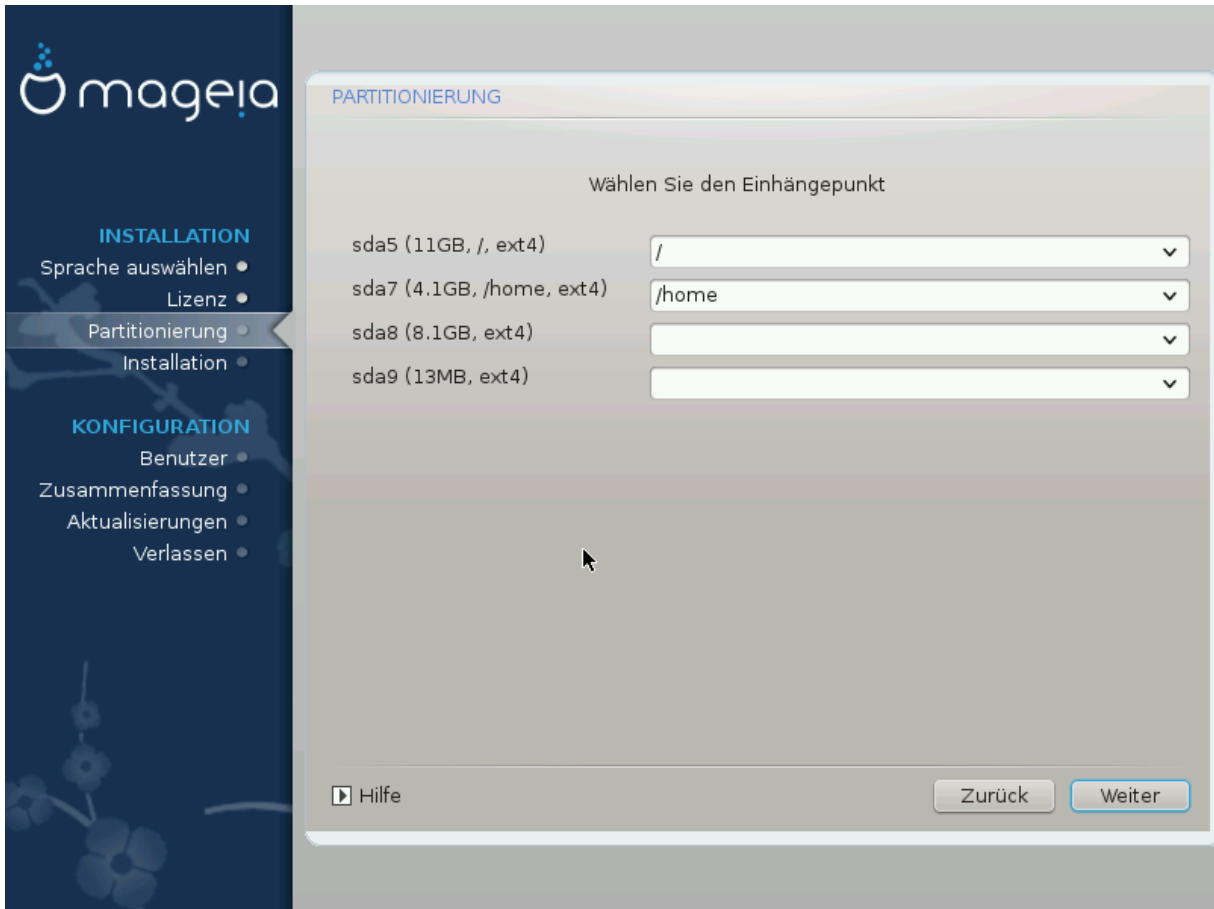 mageia
INSTALLATION
Sprache auswählen
Lizenz
Partitionierung
Installation
KONFIGURATION
Benutzer
Zusammenfassung
Aktualisierungen
Verlassen
PARTITIONIERUNG
Wählen Sie den Einhängepunkt
sda5 (11GB, /, ext4)
/
sda7 (4.1GB, /home, ext4)
/home
sda8 (8.1GB, ext4)
sda9 (13MB, ext4)
Hilfe
Zurück
Weiter